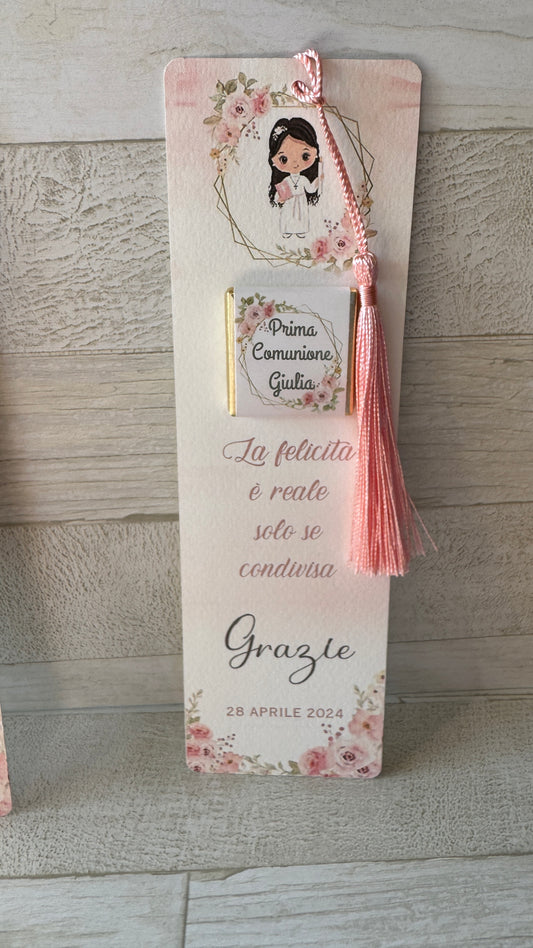 Prima
Comunione
Giulia
La felicità
è reale
solo se
condivisa
Grazie
28 APRILE 2024